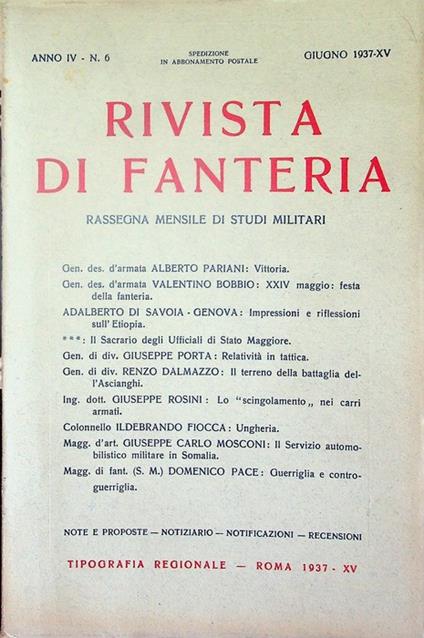 ANNO IV - N. 6
SPEDIZIONE
IN ABBONAMENTO POSTALE
GIUGNO 1937-XV
RIVISTA
DI FANTERIA
RASSEGNA MENSILE DI STUDI MILITARI
Gen. des. d'armata ALBERTO PARIANI: Vittoria.
Gen. des. d'armata VALENTINO BOBBIO: XXIV maggio: festa
della fanteria.
ADALBERTO DI SAVOIA - GENOVA: Impressioni e riflessioni
sull'Etiopia.
***: Il Sacrario degli Ufficiali di Stato Maggiore.
Gen. di div. GIUSEPPE PORTA: Relatività in tattica.
Gen. di div. RENZO DALMAZZO: Il terreno della battaglia del-
l'Ascianghi.
Ing. dott. GIUSEPPE ROSINI: Lo "scingolamento„ nei carri
armati.
Colonnello ILDEBRANDO FIOCCA: Ungheria.
Magg. d'art. GIUSEPPE CARLO MOSCONI: Il Servizio automo-
bilistico militare in Somalia.
Magg. di fant. (S. M.) DOMENICO PACE: Guerriglia e contro-
guerriglia.
NOTE E PROPOSTE — NOTIZIARIO — NOTIFICAZIONI — RECENSIONI
TIPOGRAFIA REGIONALE — ROMA 1937 - XV